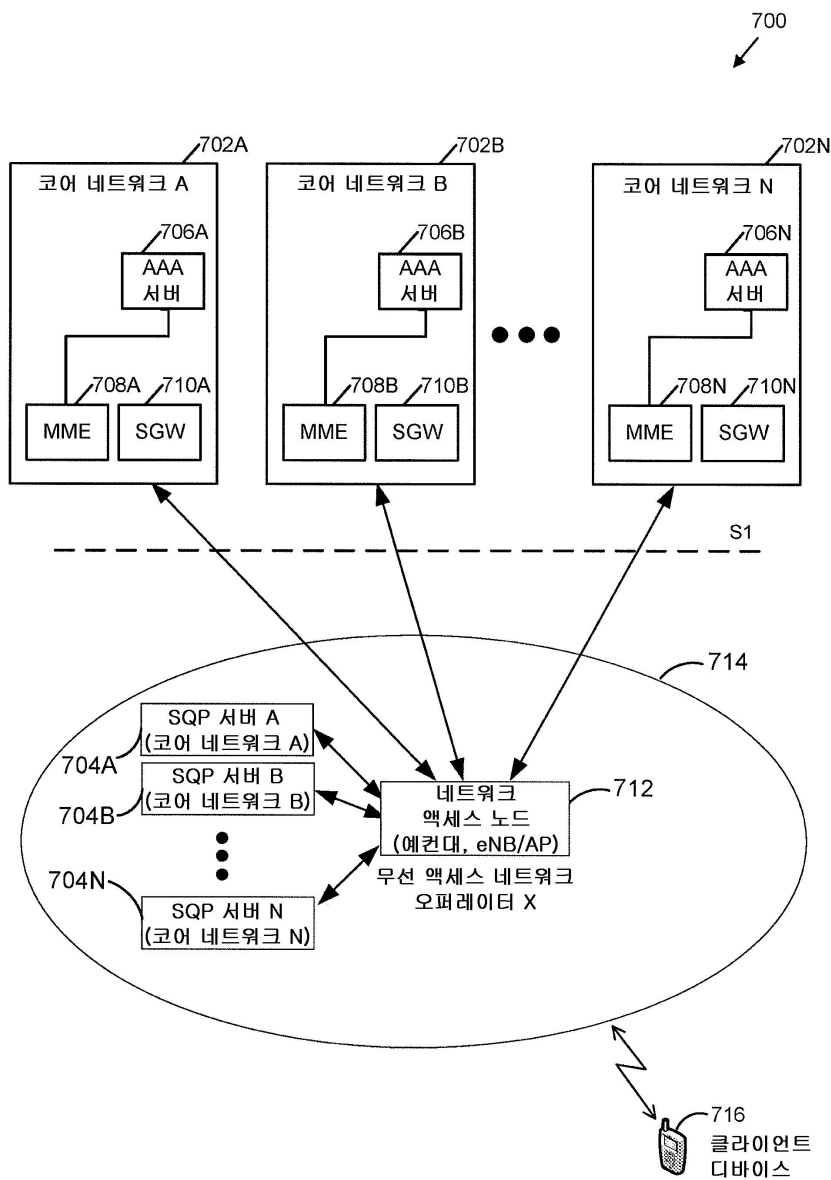 700
702A
702B
702N
코어 네트워크 A
코어 네트워크 B
코어 네트워크 N
706A
706B
706N
AAA
서버
AAA
서버
AAA
서버
708A
710A
708B
710B
708N
710N
MME
SGW
MME
SGW
MME
SGW
S1
714
SQP 서버 A
(코어 네트워크 A)
704A
SQP 서버 B
(코어 네트워크 B)
704B
704N
SQP 서버 N
(코어 네트워크 N)
네트워크
액세스 노드
(예컨대, eNB/AP)
712
무선 액세스 네트워크
오퍼레이터 X
716
클라이언트
디바이스